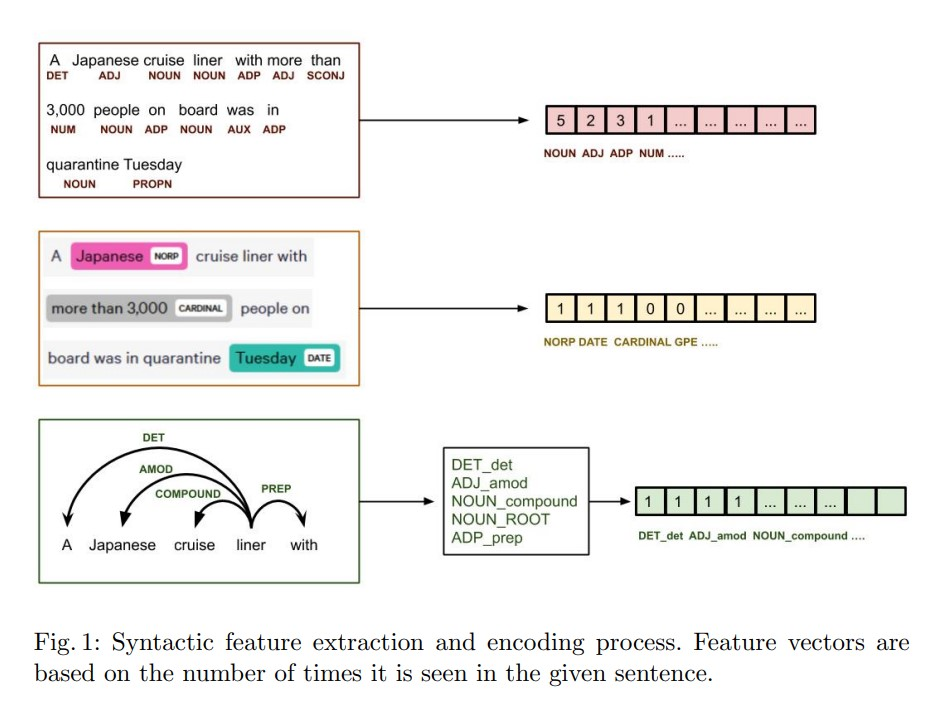 A Japanese cruise liner with more than
DET ADJ NOUN NOUN ADP ADJ SCONJ
3,000 people on board was in
NUM NOUN ADP NOUN AUX ADP
quarantine Tuesday
NOUN PROPN
5 2 3 1 ... ... ... ... ...
NOUN ADJ ADP NUM .....
A Japanese NORP cruise liner with
more than 3,000 CARDINAL people on
board was in quarantine Tuesday DATE
1 1 1 0 0 ... ... ... ...
NORP DATE CARDINAL GPE .....
DET
AMOD
COMPOUND PREP
A Japanese cruise liner with
DET_det
ADJ_amod
NOUN_compound
NOUN_ROOT
ADP_prep
1 1 1 1 ... ... ...
DET_det ADJ_amod NOUN_compound ....
Fig. 1: Syntactic feature extraction and encoding process. Feature vectors are
based on the number of times it is seen in the given sentence.